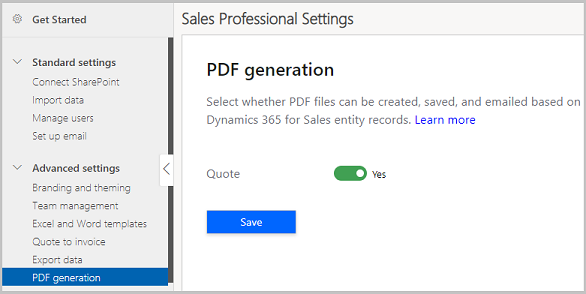 Get Started
Standard settings
Connect SharePoint
Import data
Manage users
Set up email
Advanced settings
Branding and theming
Team management
Excel and Word templates
Quote to invoice
Export data
PDF generation
Sales Professional Settings
PDF generation
Select whether PDF files can be created, saved, and emailed based on
Dynamics 365 for Sales entity records. Learn more
Quote Yes
Save